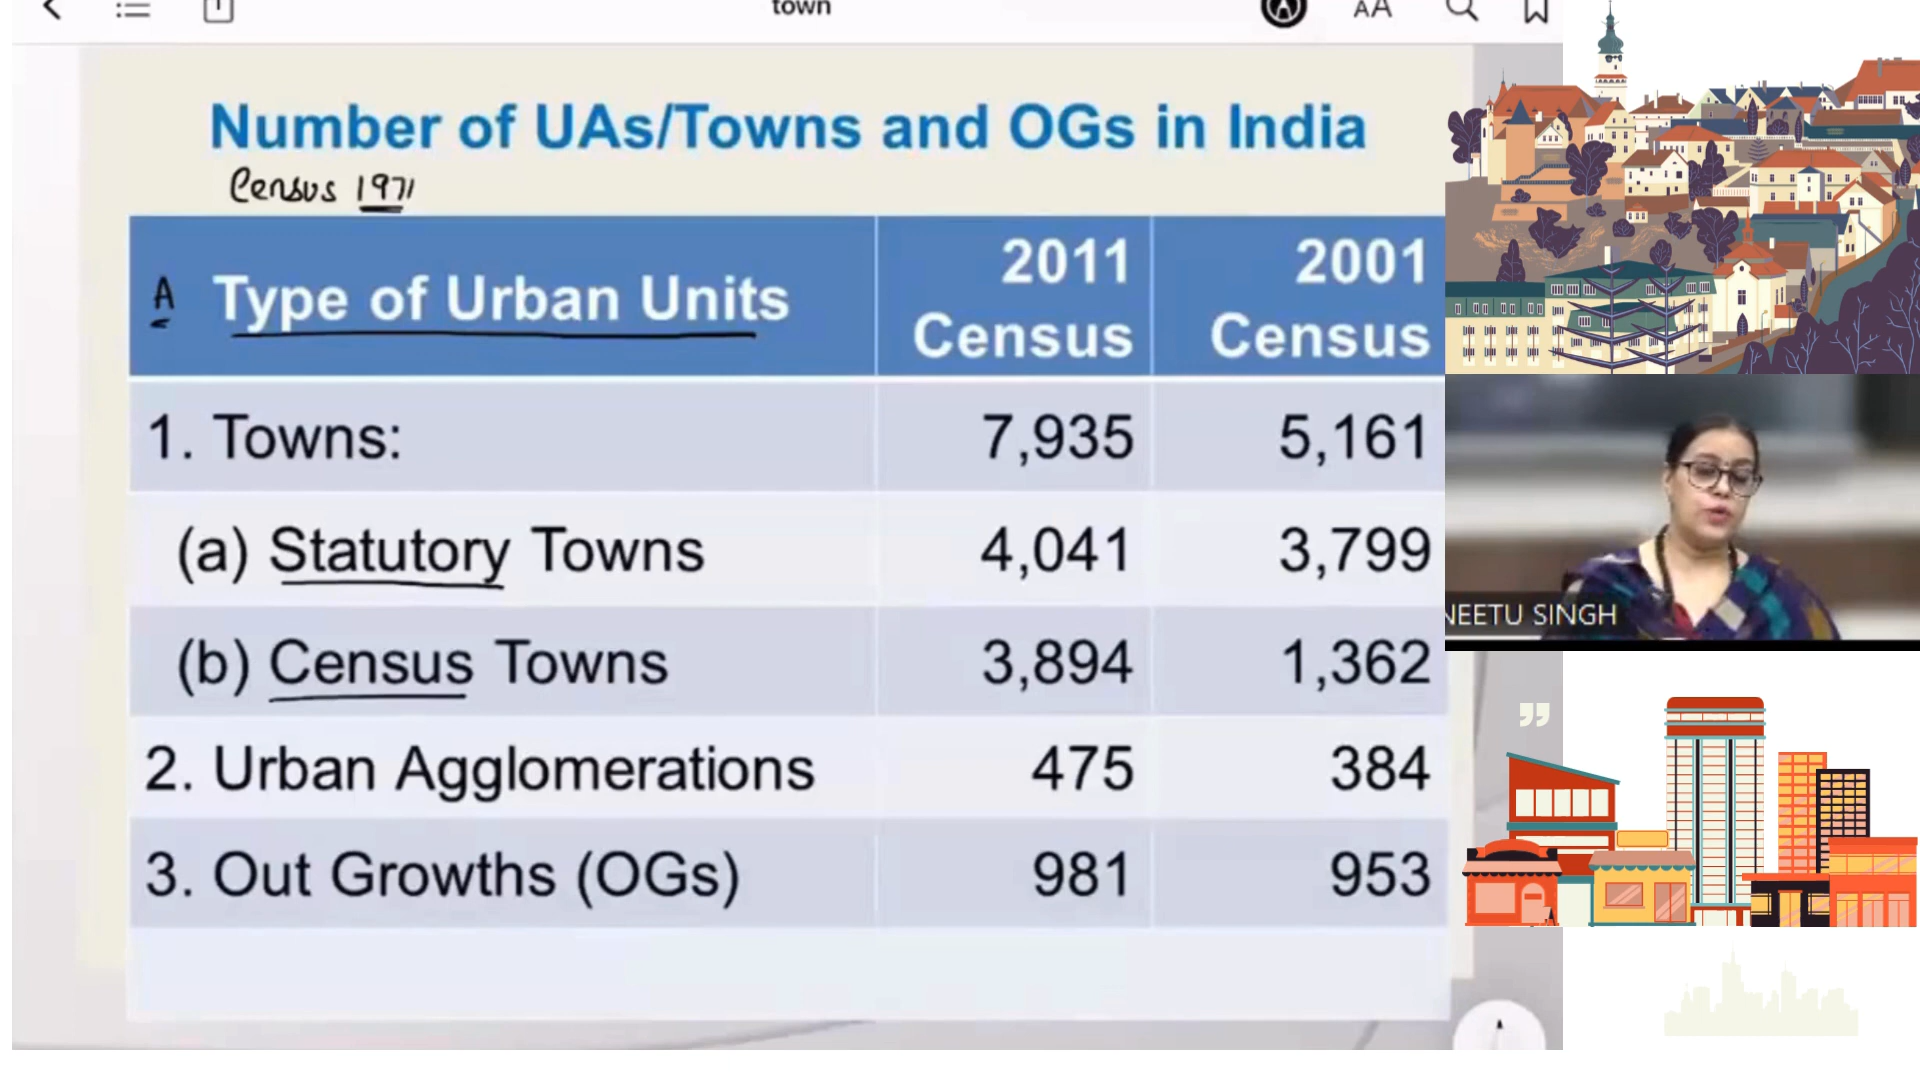 town
AA
Number of UAs/Towns and OGs in India
Census 1971
A Type of Urban Units 2011 Census 2001 Census
1. Towns: 7,935 5,161
(a) Statutory Towns 4,041 3,799
(b) Census Towns 3,894 1,362
2. Urban Agglomerations 475 384
3. Out Growths (OGs) 981 953
NEETU SINGH
”